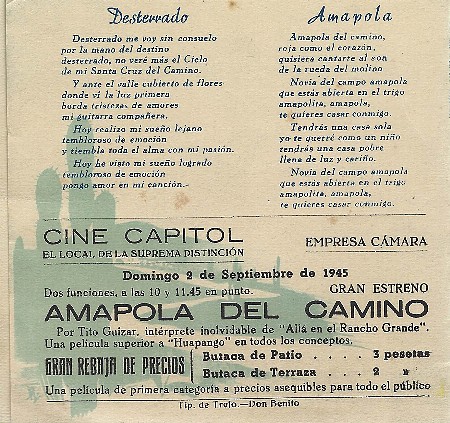 Desterrado
Desterrado me voy sin consuelo
por la mano del destino
desterrado, no veré más el Cielo
de mi Santa Cruz del Camino.
Y ante el valle cubierto de flores
donde ví la luz primera
burda tristezas de amores
mi guitarra compañera.
Hoy realizo mi sueño lejano
tembloroso de emoción
y tiembla toda el alma con mi pasión.
Hoy he visto mi sueño logrado
tembloroso de emoción
pongo amor en mi canción.—
Amapola
Amapola del camino,
roja como el corazón,
quisiera cantarte al son
de la rueda del molino
Novia del campo amapola
que estás abierta en el trigo
amapolita, amapola,
te quieres casar conmigo.
Tendrás una casa sola
yo te querré como un niño
tendrás una casa pobre
llena de luz y cariño.
Novia del campo amapola
que estás abierta en el trigo
amapolita, amapola,
te quieres casar conmigo.
CINE CAPITOL
EL LOCAL DE LA SUPREMA DISTINCIÓN
EMPRESA CÁMARA
Domingo 2 de Septiembre de 1945
Dos funciones, a las 10 y 11.45 en punto.
GRAN ESTRENO
AMAPOLA DEL CAMINO
Por Tito Guizar, intérprete inolvidable de "Allá en el Rancho Grande".
Una película superior a "Huapango" en todos los conceptos.
GRAN REBAJA DE PRECIOS
Butaca de Patio . . . . 3 pesetas
Butaca de Terraza . . . 2 »
Una película de primera categoría a precios asequibles para todo el público
Tip. de Trejo.—Don Benito